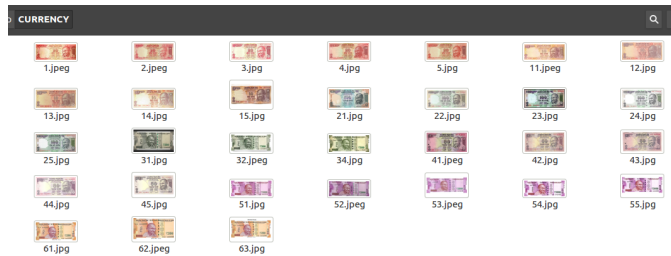 CURRENCY
1.jpeg 2.jpeg 3.jpg 4.jpg 5.jpg 11.jpeg 12.jpg
13.jpg 14.jpg 15.jpg 21.jpg 22.jpg 23.jpg 24.jpg
25.jpg 31.jpg 32.jpeg 34.jpg 41.jpeg 42.jpg 43.jpg
44.jpg 45.jpg 51.jpg 52.jpeg 53.jpeg 54.jpg 55.jpg
61.jpg 62.jpeg 63.jpg